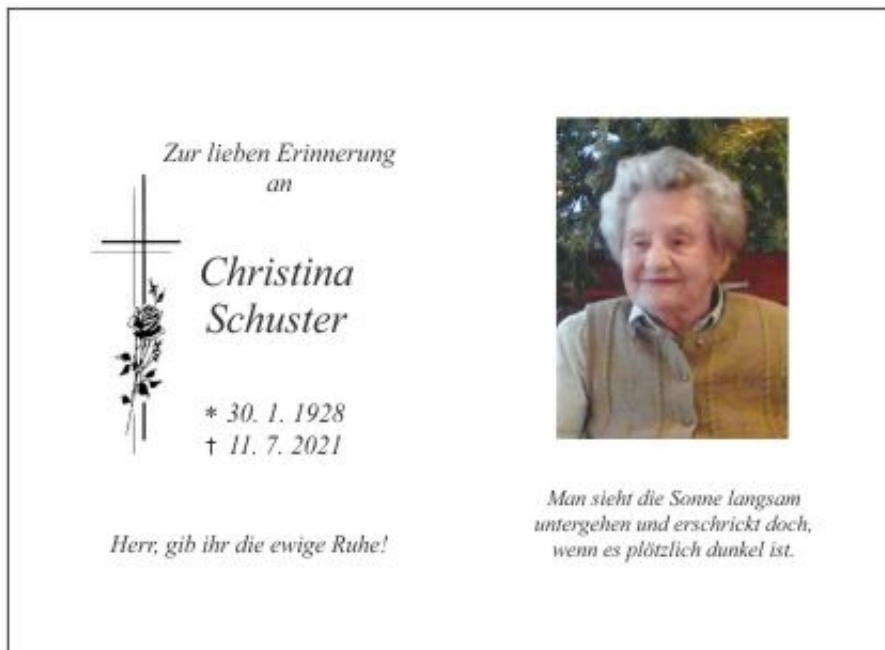 Zur lieben Erinnerung
an
Christina
Schuster
* 30. 1. 1928
† 11. 7. 2021
Herr, gib ihr die ewige Ruhe!
Man sieht die Sonne langsam
untergehen und erschrickt doch,
wenn es plötzlich dunkel ist.